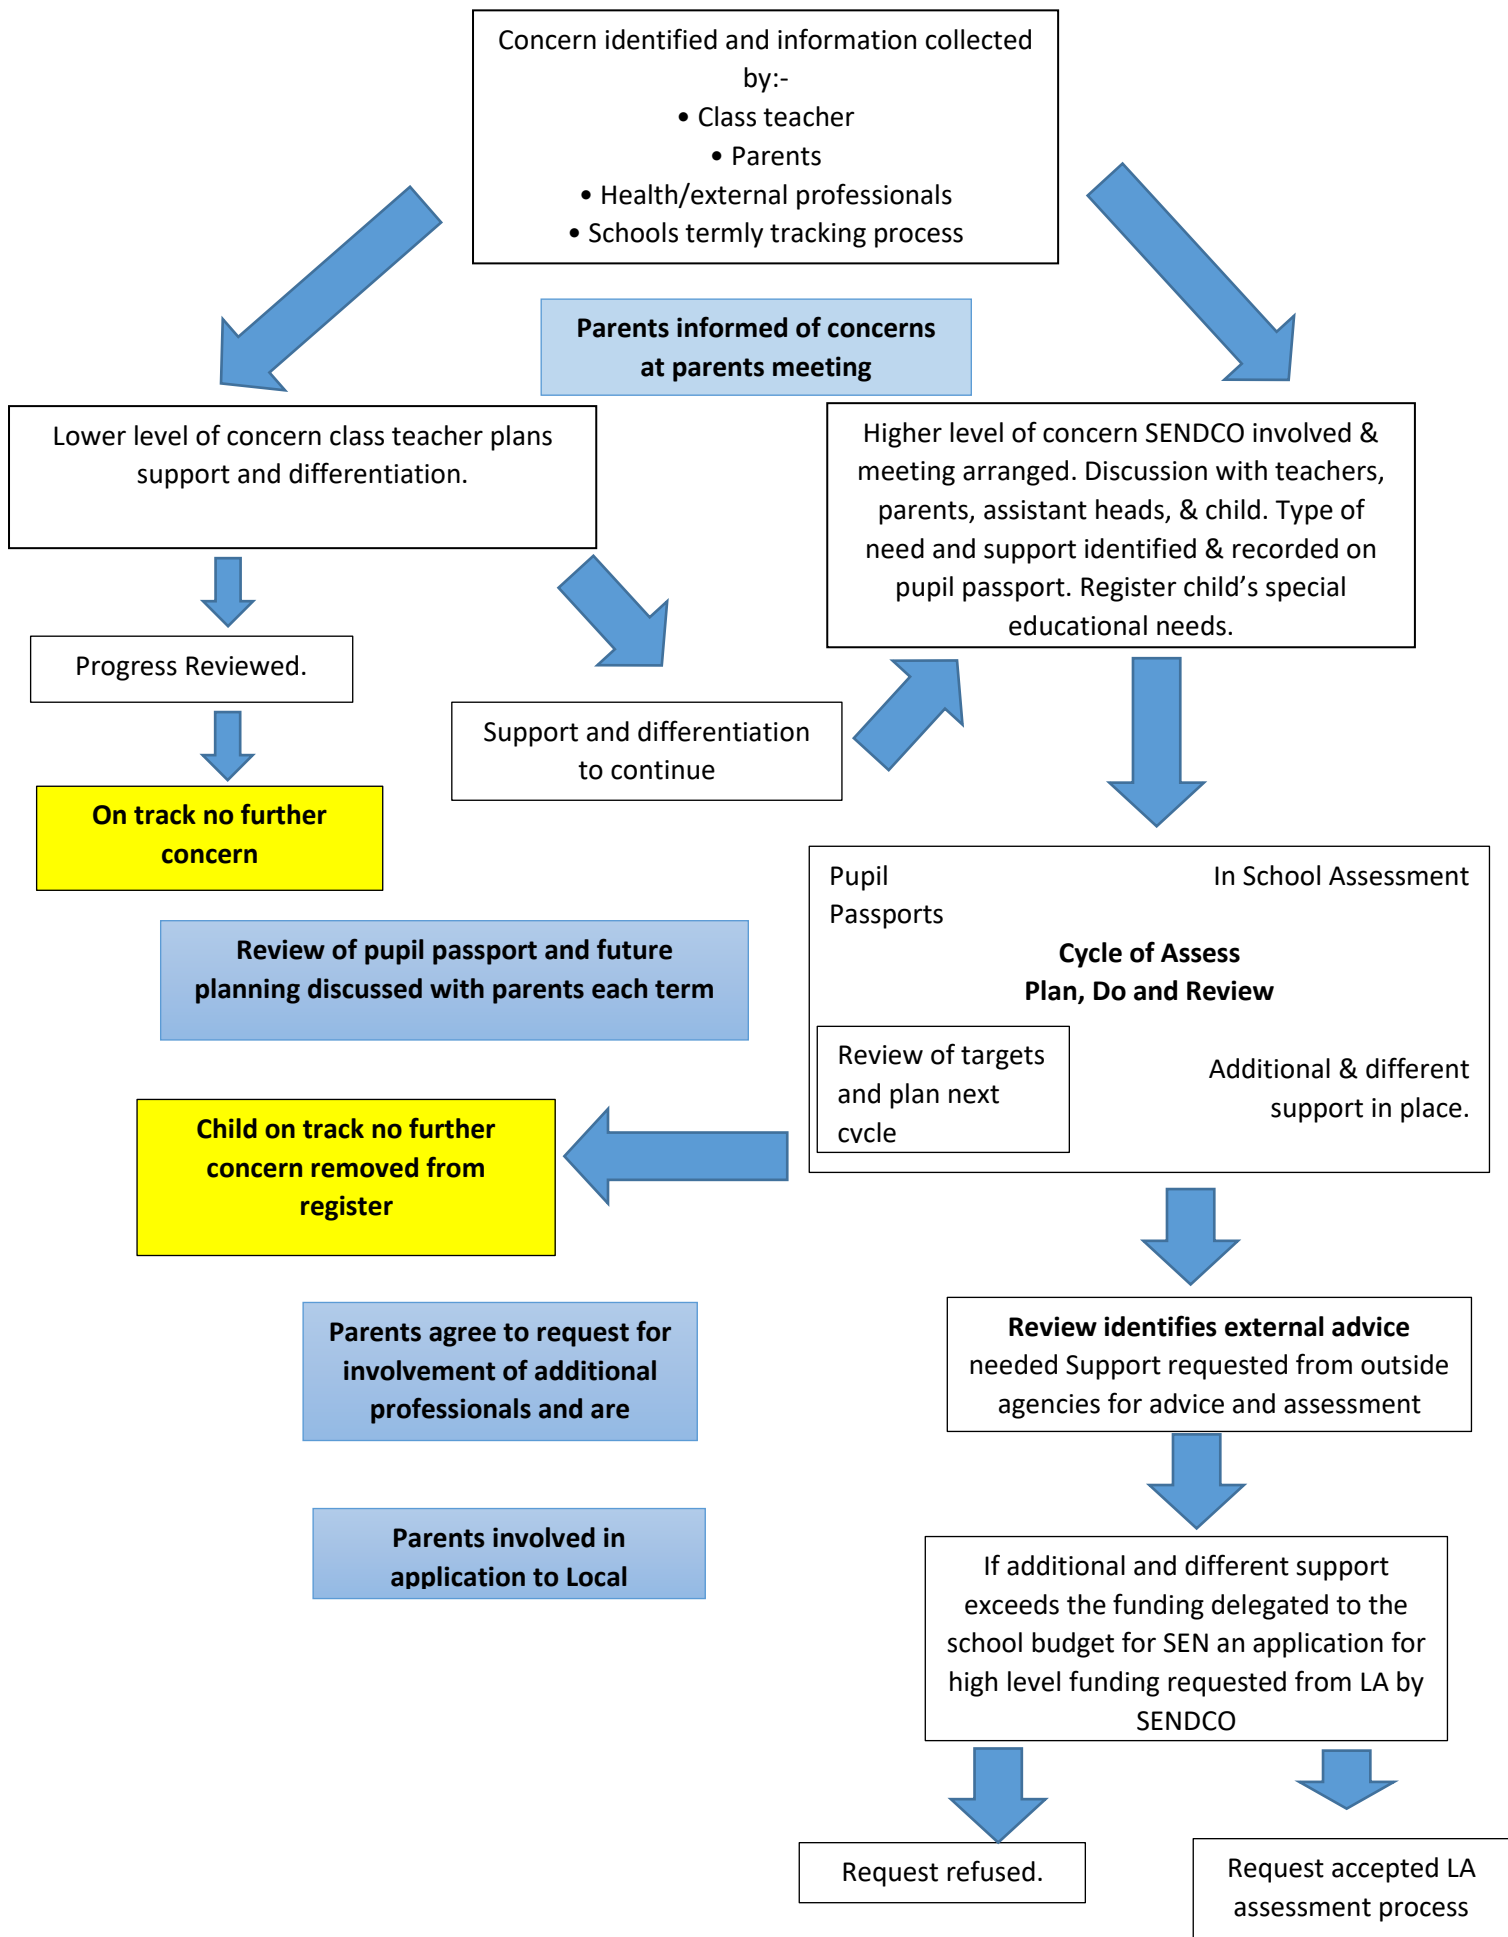 Concern identified and information collected
by:-
• Class teacher
• Parents
• Health/external professionals
• Schools termly tracking process
Parents informed of concerns
at parents meeting
Lower level of concern class teacher plans
support and differentiation.
Higher level of concern SENDCO involved &
meeting arranged. Discussion with teachers,
parents, assistant heads, & child. Type of
need and support identified & recorded on
pupil passport. Register child’s special
educational needs.
Progress Reviewed.
Support and differentiation
to continue
On track no further
concern
Pupil
Passports
In School Assessment
Cycle of Assess
Plan, Do and Review
Review of targets
and plan next
cycle
Additional & different
support in place.
Review of pupil passport and future
planning discussed with parents each term
Child on track no further
concern removed from
register
Parents agree to request for
involvement of additional
professionals and are
Review identifies external advice
needed Support requested from outside
agencies for advice and assessment
Parents involved in
application to Local
If additional and different support
exceeds the funding delegated to the
school budget for SEN an application for
high level funding requested from LA by
SENDCO
Request refused.
Request accepted LA
assessment process